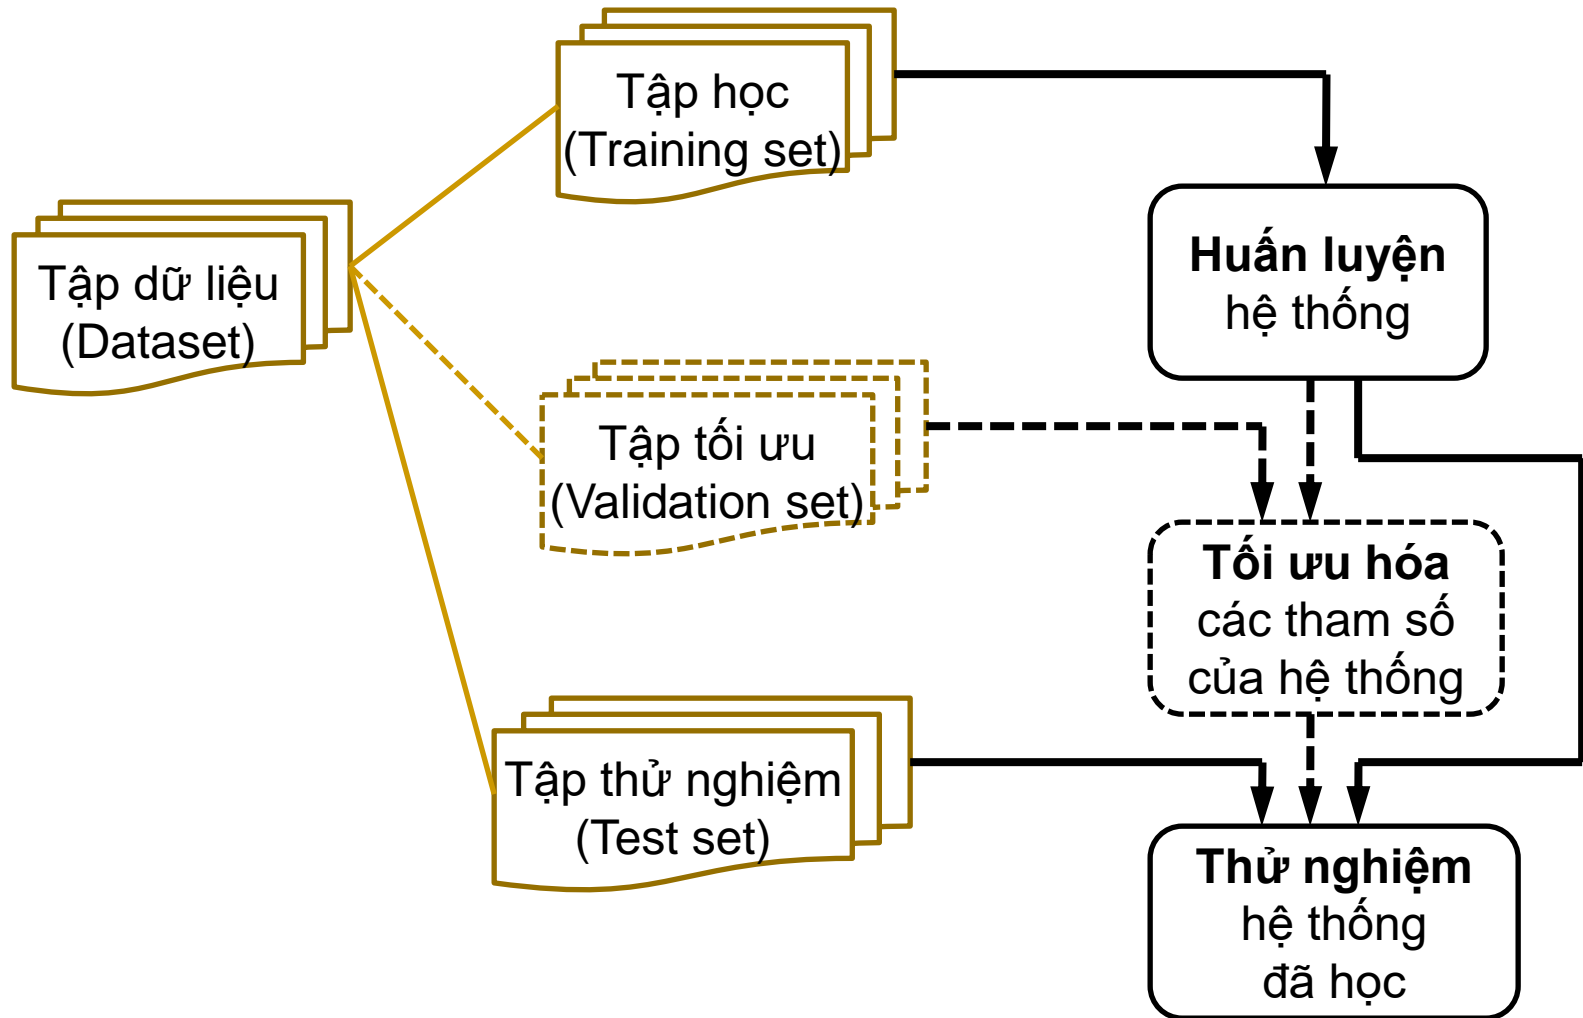 Tập học
(Training set)
Tập dữ liệu
(Dataset)
Huấn luyện
hệ thống
Tập tối ưu
(Validation set)
Tối ưu hóa
các tham số
của hệ thống
Tập thử nghiệm
(Test set)
Thử nghiệm
hệ thống
đã học